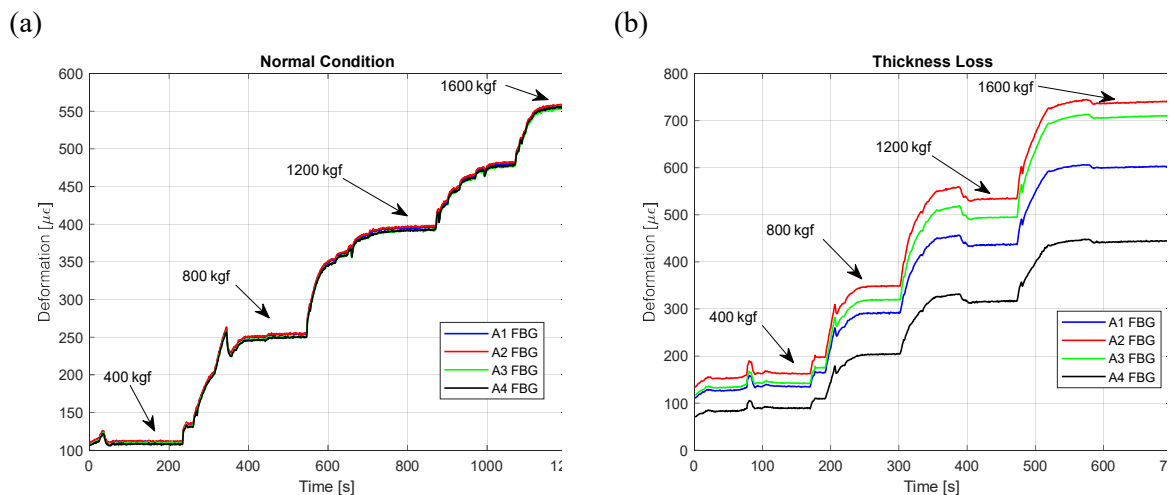 (a)
Normal Condition
600
550
500
450
400
350
300
250
200
150
100
Deformation [με]
0
200
400
600
800
1000
12
Time [s]
400 kgf
800 kgf
1200 kgf
1600 kgf
A1 FBG
A2 FBG
A3 FBG
A4 FBG
(b)
Thickness Loss
800
700
600
500
400
300
200
100
0
Deformation [με]
0
100
200
300
400
500
600
7
Time [s]
400 kgf
800 kgf
1200 kgf
1600 kgf
A1 FBG
A2 FBG
A3 FBG
A4 FBG